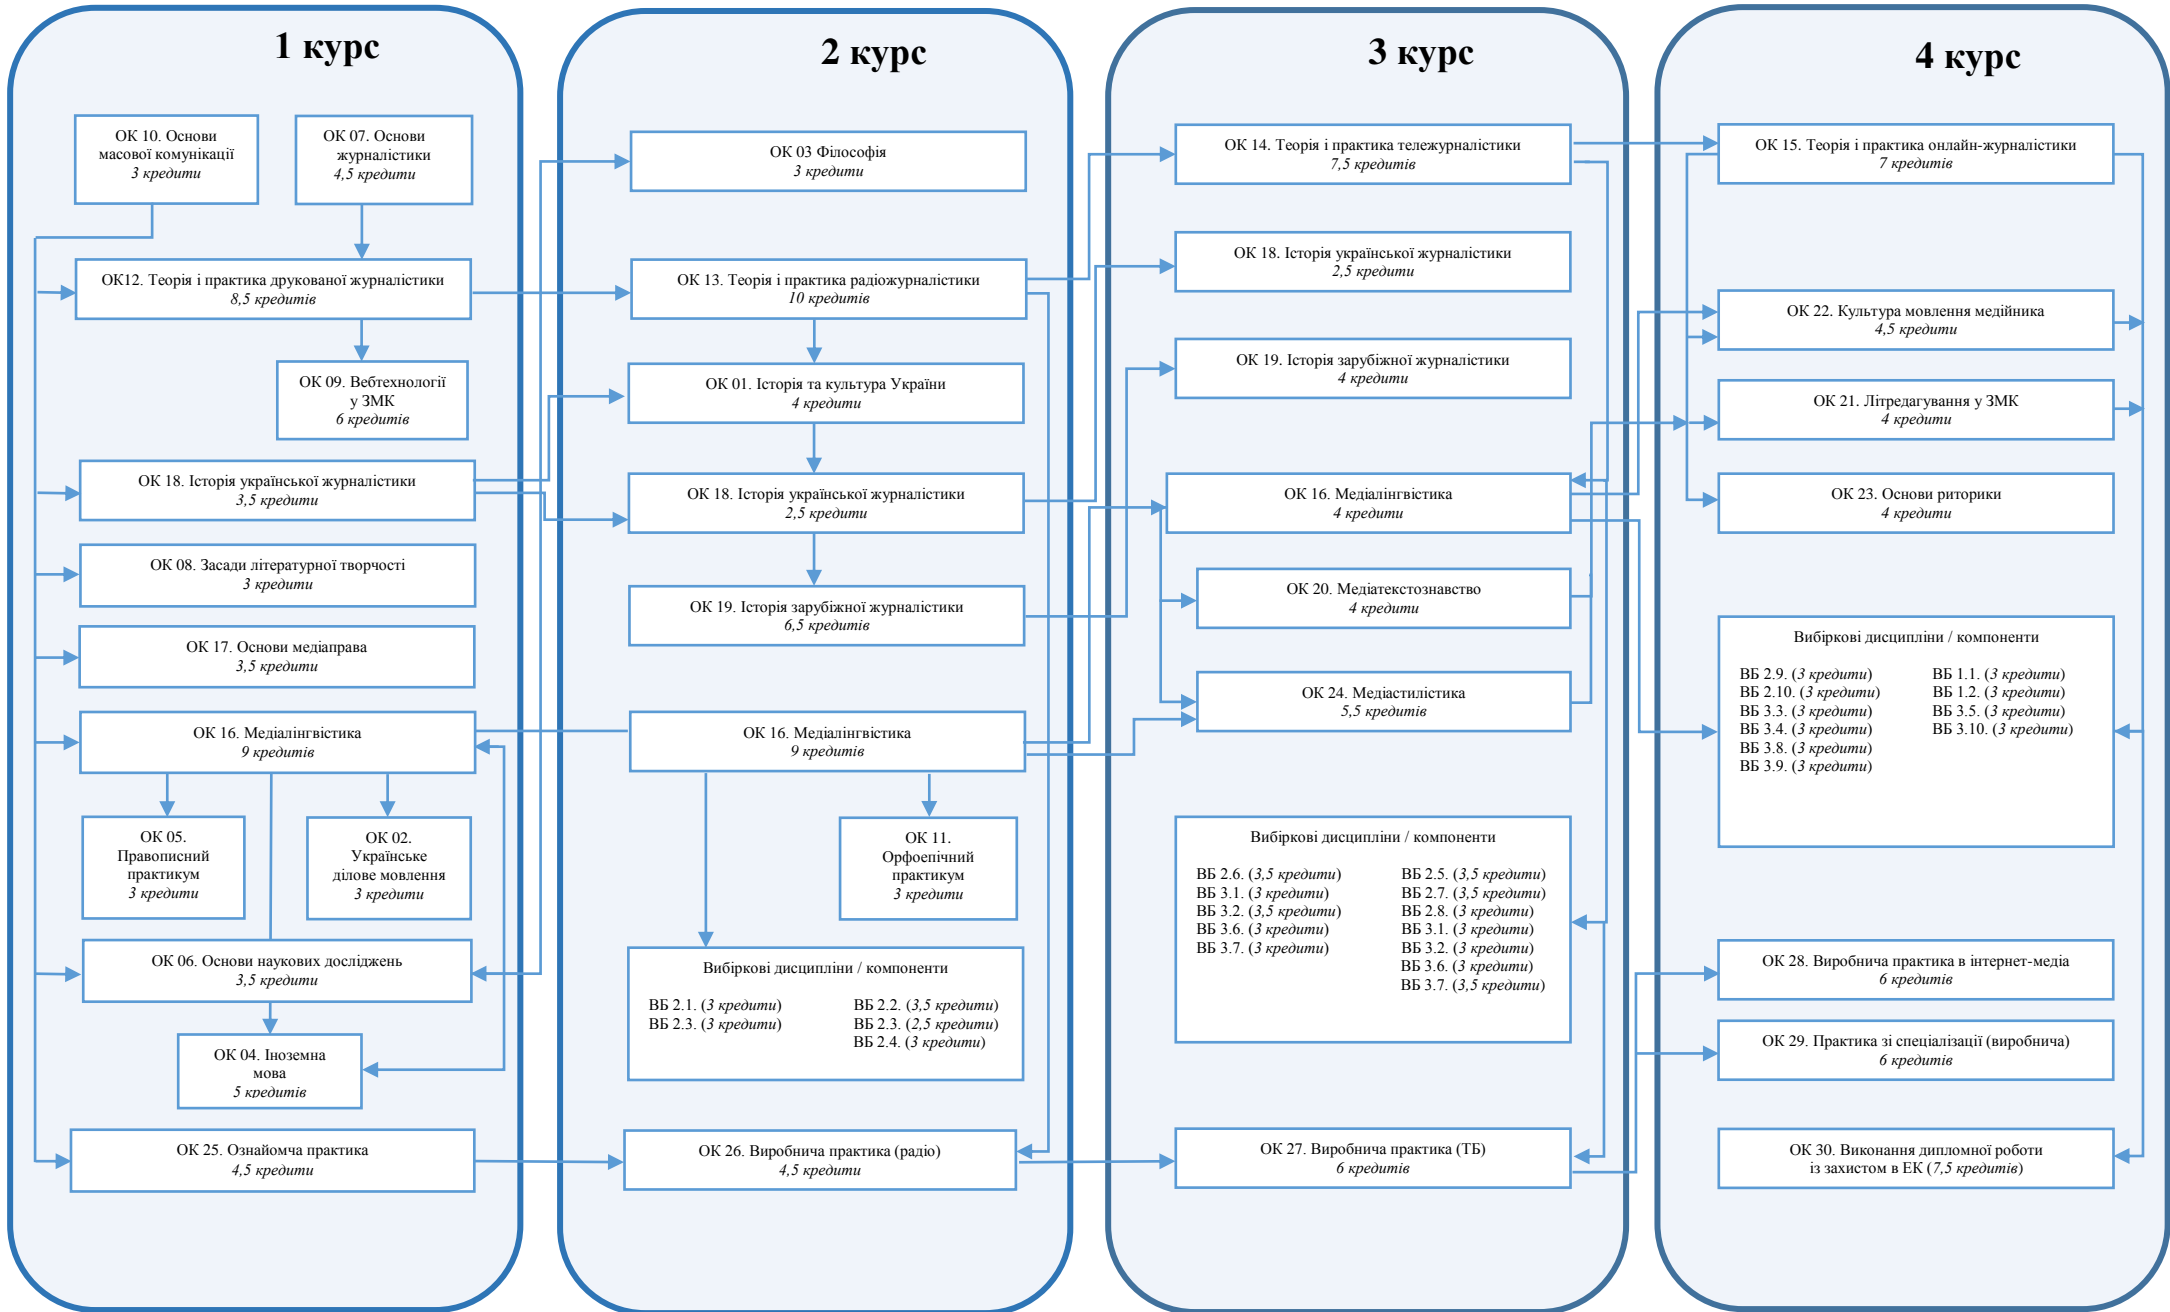 1 курс
ОК 10. Основи
масової комунікації
3 кредити
ОК 07. Основи
журналістики
4,5 кредити
ОК12. Теорія і практика друкованої журналістики
8,5 кредитів
ОК 09. Вебтехнології
у ЗМК
6 кредитів
ОК 18. Історія української журналістики
3,5 кредити
ОК 08. Засади літературної творчості
3 кредити
ОК 17. Основи медіаправа
3,5 кредити
ОК 16. Медіалінгвістика
9 кредитів
ОК 05.
Правописний
практикум
3 кредити
ОК 02.
Українське
ділове мовлення
3 кредити
ОК 06. Основи наукових досліджень
3,5 кредити
ОК 04. Іноземна
мова
5 кредитів
ОК 25. Ознайомча практика
4,5 кредити
2 курс
ОК 03 Філософія
3 кредити
ОК 13. Теорія і практика радіожурналістики
10 кредитів
ОК 01. Історія та культура України
4 кредити
ОК 18. Історія української журналістики
2,5 кредити
ОК 19. Історія зарубіжної журналістики
6,5 кредитів
ОК 16. Медіалінгвістика
9 кредитів
ОК 11.
Орфоепічний
практикум
3 кредити
Вибіркові дисципліни / компоненти
ВБ 2.1. (3 кредити)
ВБ 2.3. (3 кредити)
ВБ 2.2. (3,5 кредити)
ВБ 2.3. (2,5 кредити)
ВБ 2.4. (3 кредити)
ОК 26. Виробнича практика (радіо)
4,5 кредити
3 курс
ОК 14. Теорія і практика тележурналістики
7,5 кредитів
ОК 18. Історія української журналістики
2,5 кредити
ОК 19. Історія зарубіжної журналістики
4 кредити
ОК 16. Медіалінгвістика
4 кредити
ОК 20. Медіатекстознавство
4 кредити
ОК 24. Медіастилістика
5,5 кредитів
Вибіркові дисципліни / компоненти
ВБ 2.6. (3,5 кредити)
ВБ 3.1. (3 кредити)
ВБ 3.2. (3,5 кредити)
ВБ 3.6. (3 кредити)
ВБ 3.7. (3 кредити)
ВБ 2.5. (3,5 кредити)
ВБ 2.7. (3,5 кредити)
ВБ 2.8. (3 кредити)
ВБ 3.1. (3 кредити)
ВБ 3.2. (3 кредити)
ВБ 3.6. (3 кредити)
ВБ 3.7. (3,5 кредити)
ОК 27. Виробнича практика (ТБ)
6 кредитів
4 курс
ОК 15. Теорія і практика онлайн-журналістики
7 кредитів
ОК 22. Культура мовлення медійника
4,5 кредити
ОК 21. Літредагування у ЗМК
4 кредити
ОК 23. Основи риторики
4 кредити
Вибіркові дисципліни / компоненти
ВБ 2.9. (3 кредити)
ВБ 2.10. (3 кредити)
ВБ 3.3. (3 кредити)
ВБ 3.4. (3 кредити)
ВБ 3.8. (3 кредити)
ВБ 3.9. (3 кредити)
ВБ 1.1. (3 кредити)
ВБ 1.2. (3 кредити)
ВБ 3.5. (3 кредити)
ВБ 3.10. (3 кредити)
ОК 28. Виробнича практика в інтернет-медіа
6 кредитів
ОК 29. Практика зі спеціалізації (виробнича)
6 кредитів
ОК 30. Виконання дипломної роботи
із захистом в ЕК (7,5 кредитів)